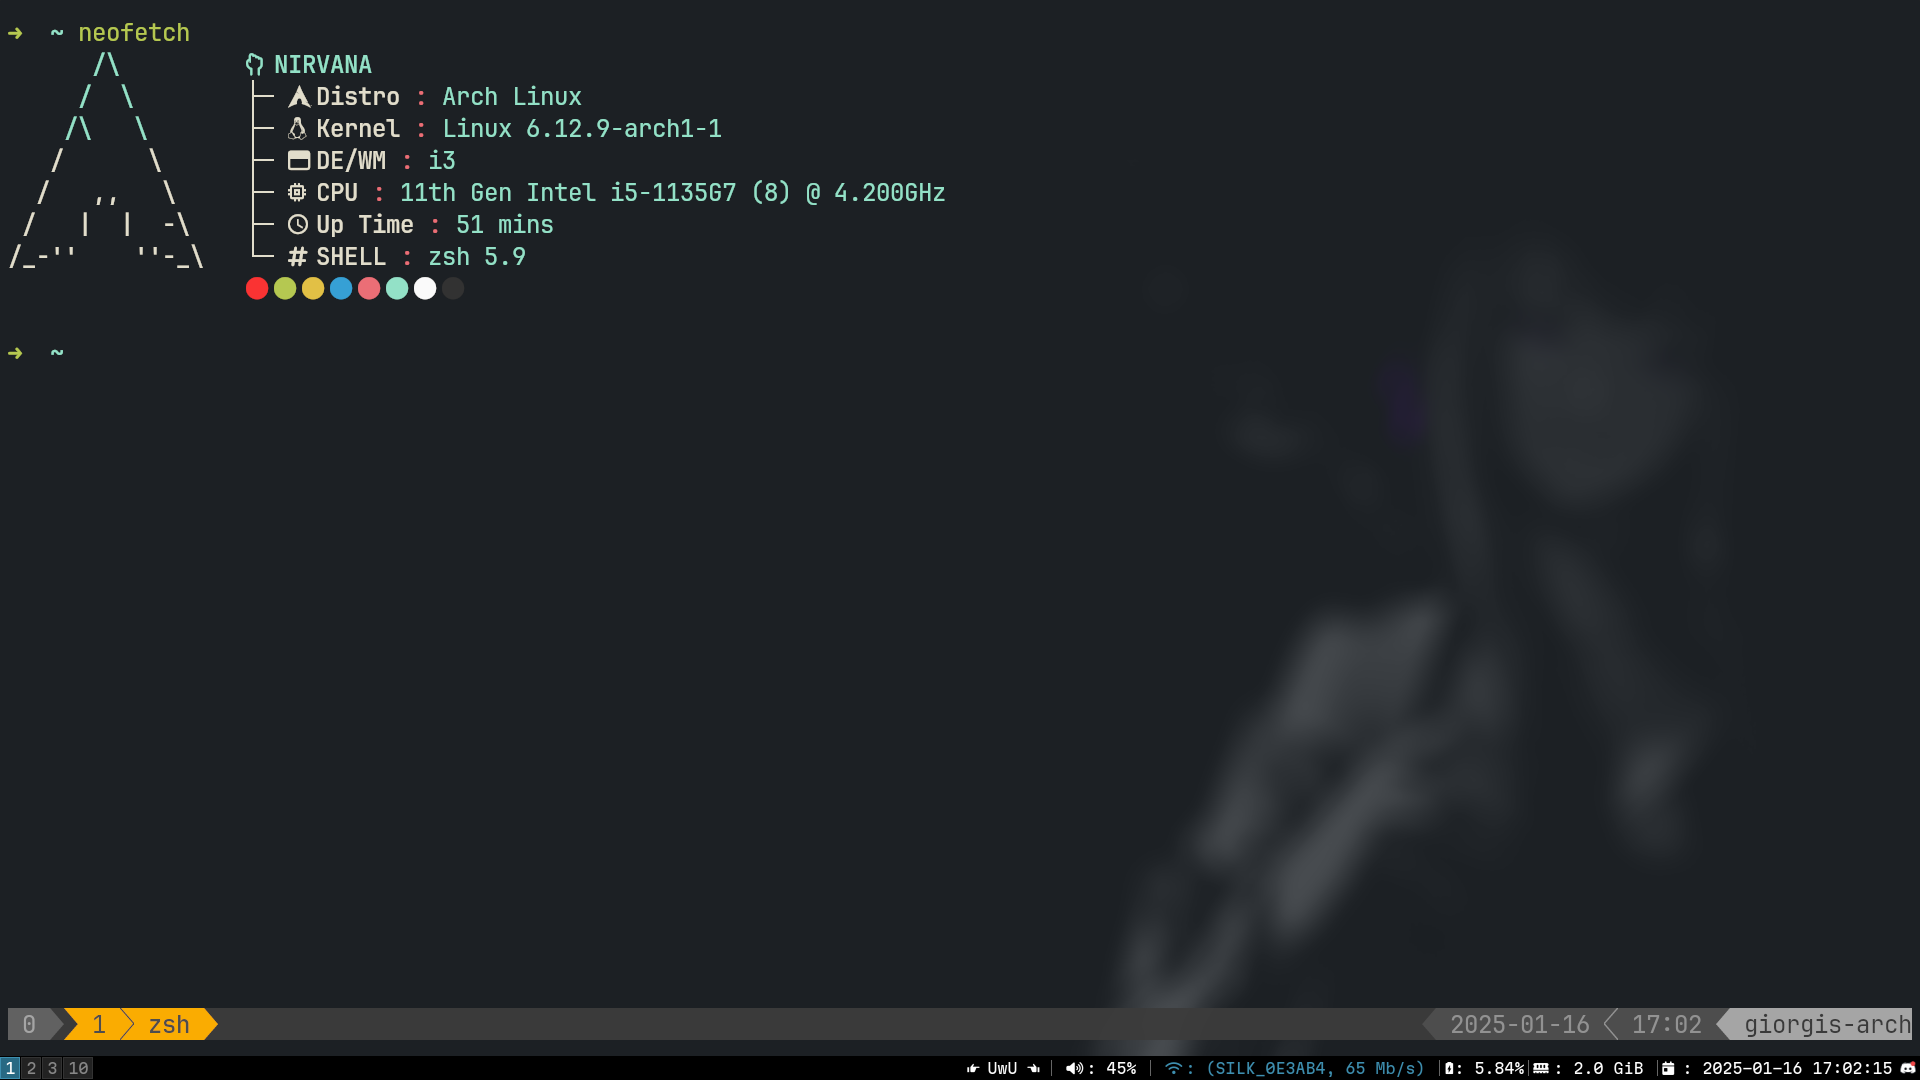 ➜  ~ neofetch
NIRVANA
Distro : Arch Linux
Kernel : Linux 6.12.9-arch1-1
DE/WM : i3
CPU : 11th Gen Intel i5-1135G7 (8) @ 4.200GHz
Up Time : 51 mins
SHELL : zsh 5.9
➜  ~
0 1 zsh 2025-01-16 17:02 giorgis-arch
1 2 3 10 UwU | : 45% | : (SILK_0E3AB4, 65 Mb/s) | : 5.84% | : 2.0 GiB | : 2025-01-16 17:02:15